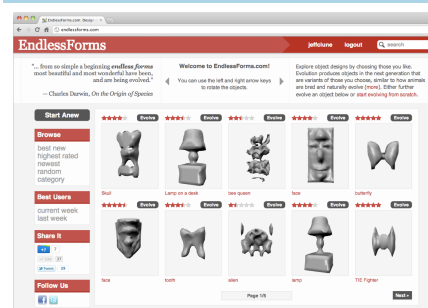 EndlessForms.com: Design
endlessforms.com
EndlessForms
jeffclune
logout
search
"... from so simple a beginning endless forms
most beautiful and most wonderful have been,
and are being evolved."
— Charles Darwin, On the Origin of Species
Welcome to EndlessForms.com!
You can use the left and right arrow keys
to rotate the objects.
Explore object designs by choosing those you like.
Evolution produces objects in the next generation that
are variants of those you choose, similar to how animals
are bred and naturally evolve (more). Either further
evolve an object below or start evolving from scratch.
Start Anew
Browse
best new
highest rated
newest
random
category
Best Users
current week
last week
Share It
+1
Like
Tweet
Follow Us
Evolve
Evolve
Evolve
Evolve
Evolve
Skull
Lamp on a desk
bee queen
face
butterfly
Evolve
Evolve
Evolve
Evolve
Evolve
face
tooth
alien
lamp
TIE Fighter
Page 1/5
Next »